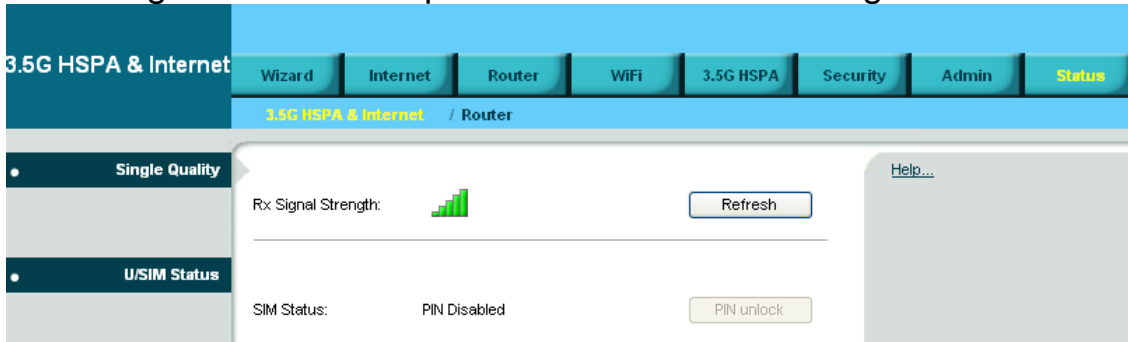 3.5G HSPA & Internet
Wizard Internet Router WiFi 3.5G HSPA Security Admin Status
3.5G HSPA & Internet / Router
Single Quality
Help...
Rx Signal Strength: Refresh
U/SIM Status
SIM Status: PIN Disabled PIN unlock